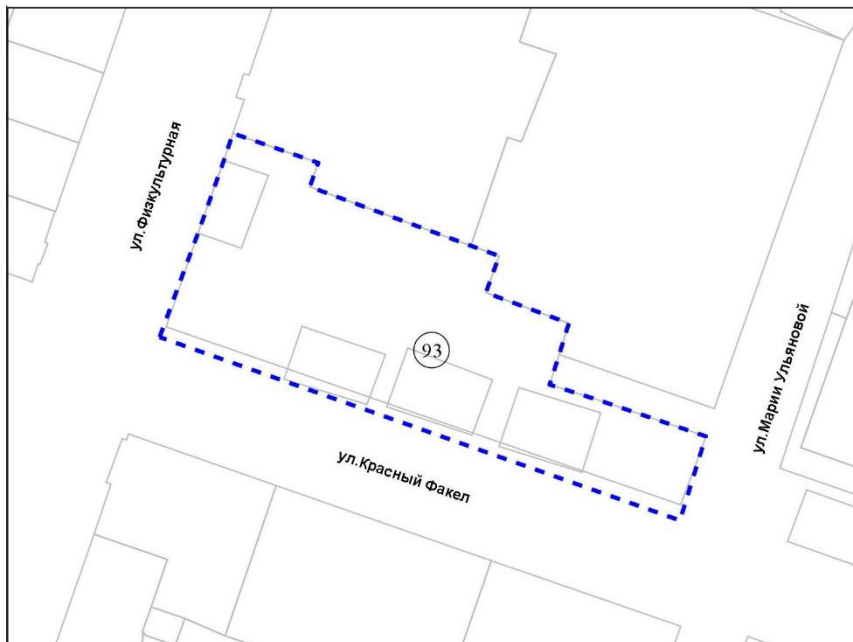 ул.Физкультурная
93
ул.Марии Ульяновой
ул.Красный Факел